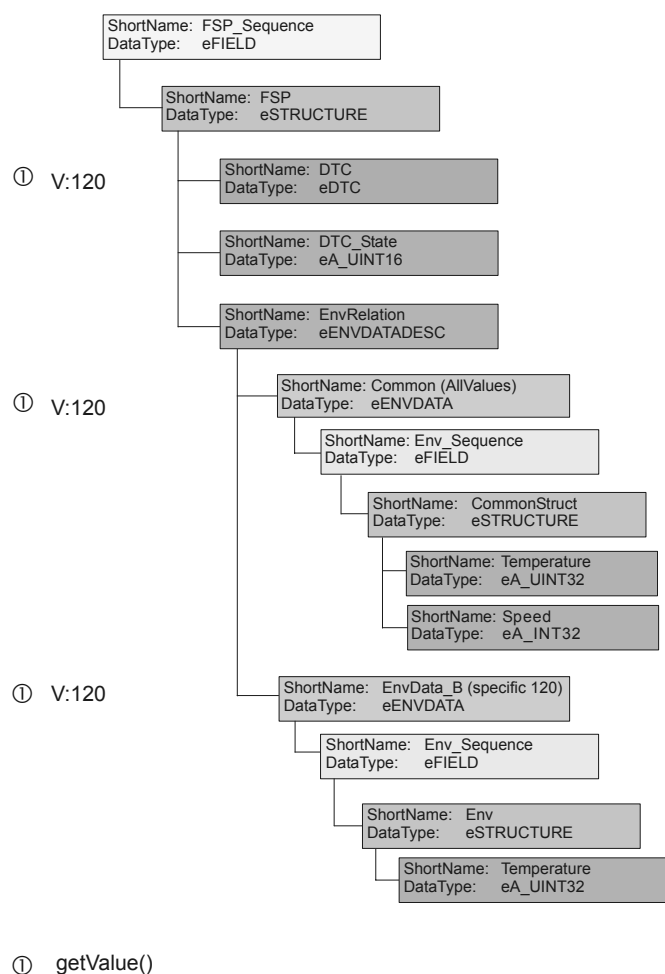 ShortName: FSP_Sequence
DataType: eFIELD
ShortName: FSP
DataType: eSTRUCTURE
① V:120
ShortName: DTC
DataType: eDTC
ShortName: DTC_State
DataType: eA_UINT16
ShortName: EnvRelation
DataType: eENVDATADESC
① V:120
ShortName: Common (AllValues)
DataType: eENVDATA
ShortName: Env_Sequence
DataType: eFIELD
ShortName: CommonStruct
DataType: eSTRUCTURE
ShortName: Temperature
DataType: eA_UINT32
ShortName: Speed
DataType: eA_INT32
① V:120
ShortName: EnvData_B (specific 120)
DataType: eENVDATA
ShortName: Env_Sequence
DataType: eFIELD
ShortName: Env
DataType: eSTRUCTURE
ShortName: Temperature
DataType: eA_UINT32
① getValue()